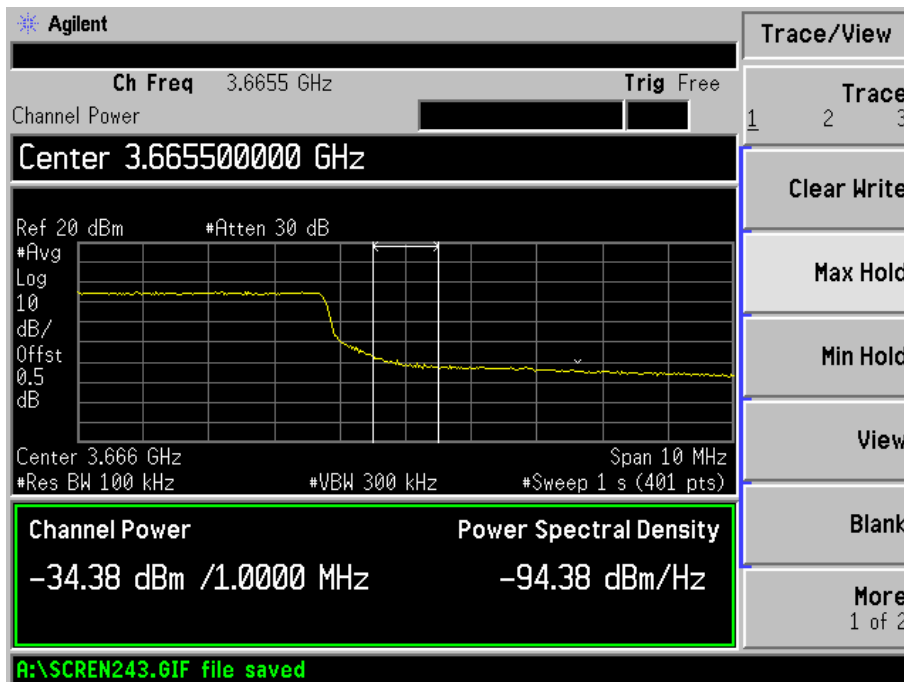 Agilent
Ch Freq 3.6655 GHz Trig Free
Channel Power
Center 3.665500000 GHz
Ref 20 dBm #Atten 30 dB
#Avg
Log
10
dB/
Offst
0.5
dB
Center 3.666 GHz Span 10 MHz
#Res BW 100 kHz #VBW 300 kHz #Sweep 1 s (401 pts)
Channel Power Power Spectral Density
-34.38 dBm /1.0000 MHz -94.38 dBm/Hz
A:\SCREN243.GIF file saved
Trace/View
Trace
1 2 3
Clear Write
Max Hold
Min Hold
View
Blank
More
1 of 2